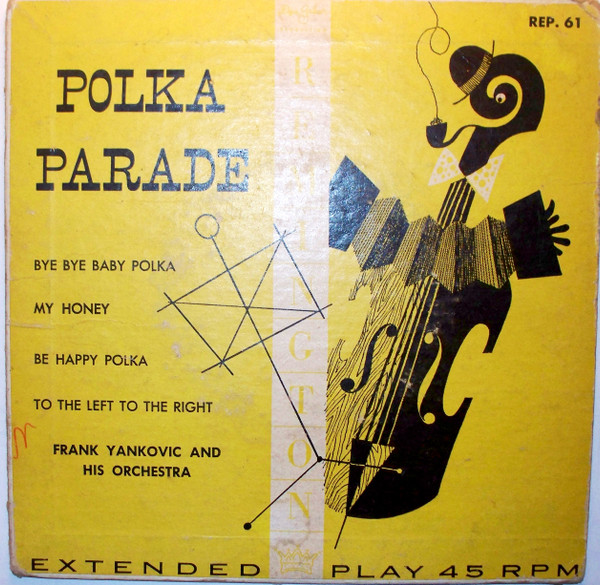 REP. 61
POLKA
PARADE
REMINGTON
BYE BYE BABY POLKA
MY HONEY
BE HAPPY POLKA
TO THE LEFT TO THE RIGHT
FRANK YANKOVIC AND
HIS ORCHESTRA
EXTENDED PLAY 45 RPM